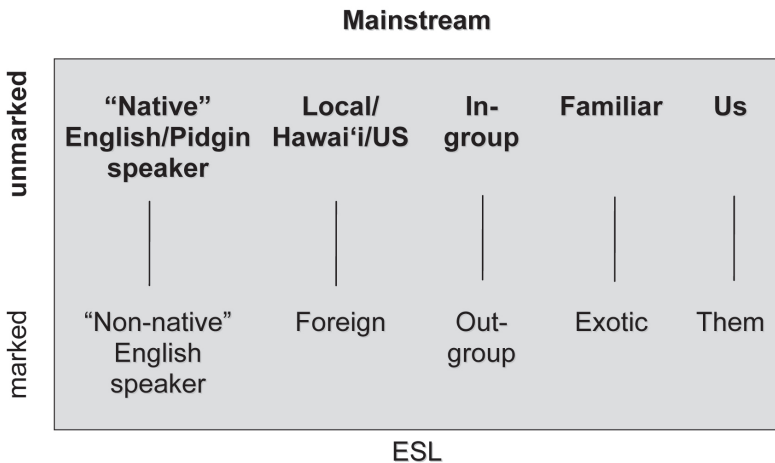 Mainstream
unmarked
“Native” English/Pidgin speaker
Local/ Hawai‘i/US
In- group
Familiar
Us
marked
“Non-native” English speaker
Foreign
Out- group
Exotic
Them
ESL